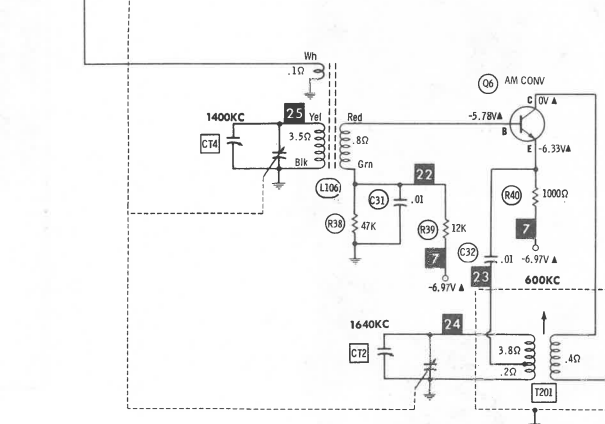 Wh
.1Ω
Q6 AM CONV
C 0V ▲
-5.78V▲
B
E -6.33V▲
1400KC
25
Yel
Red
CT4
3.5Ω
.8Ω
Blk
Grn
L106
22
C31
.01
R38
47K
R39
12K
R40
1000Ω
7
7
C32
.01
-6.97V ▲
-6.97V ▲
23
600KC
1640KC
24
CT2
3.8Ω
.4Ω
.2Ω
T201